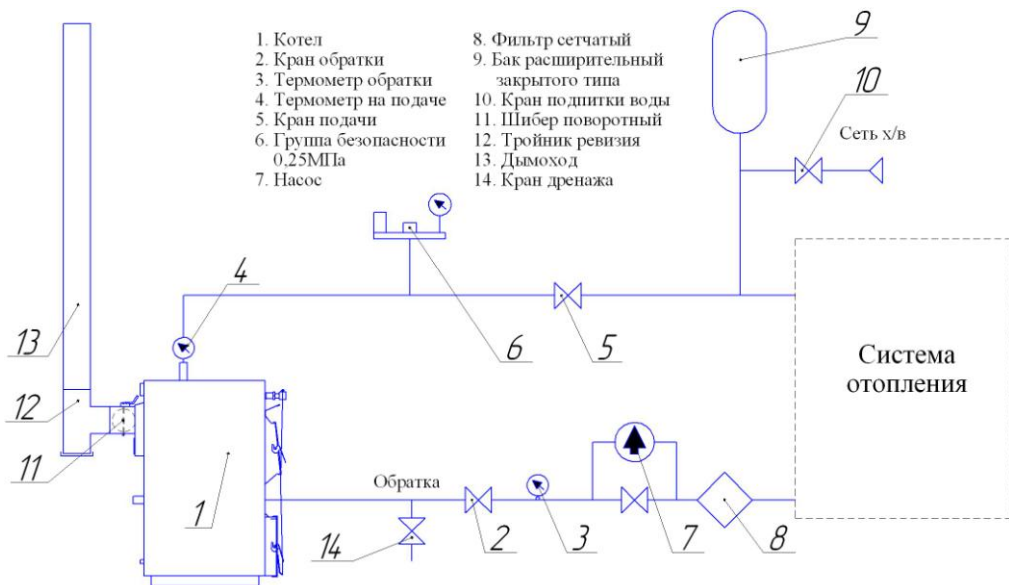 1. Котел
2. Кран обратки
3. Термометр обратки
4. Термометр на подаче
5. Кран подачи
6. Группа безопасности
0,25МПа
7. Насос
8. Фильтр сетчатый
9. Бак расширительный
закрытого типа
10. Кран подпитки воды
11. Шибер поворотный
12. Тройник ревизия
13. Дымоход
14. Кран дренажа
9
10
Сеть х/в
4
13
6
5
Система
отопления
12
11
1
Обратка
14
2
3
7
8